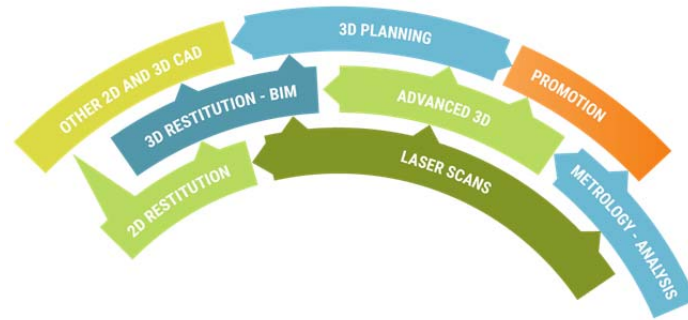 3D PLANNING
OTHER 2D AND 3D CAD
PROMOTION
3D RESTITUTION - BIM
ADVANCED 3D
2D RESTITUTION
LASER SCANS
METROLOGY - ANALYSIS